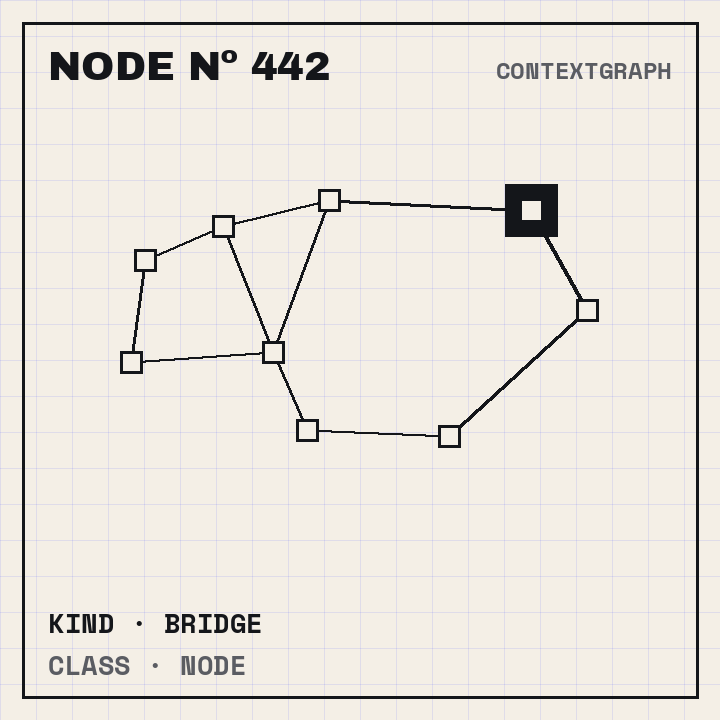 NODE Nº 442
CONTEXTGRAPH
KIND · BRIDGE
CLASS · NODE